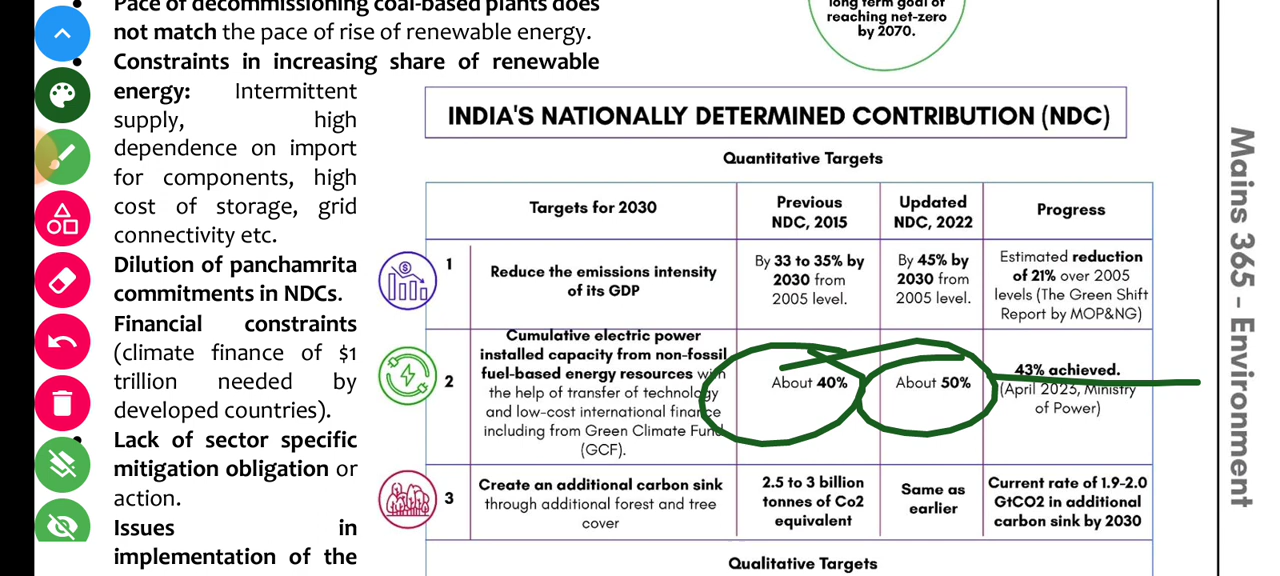 Pace of decommissioning coal-based plants does
not match the pace of rise of renewable energy.
Constraints in increasing share of renewable
energy: Intermittent
supply, high
dependence on import
for components, high
cost of storage, grid
connectivity etc.
Dilution of panchamrita
commitments in NDCs.
Financial constraints
(climate finance of $1
trillion needed by
developed countries).
Lack of sector specific
mitigation obligation or
action.
Issues in
implementation of the
long term goal of
reaching net-zero
by 2070.
INDIA'S NATIONALLY DETERMINED CONTRIBUTION (NDC)
Quantitative Targets
Targets for 2030
Previous
NDC, 2015
Updated
NDC, 2022
Progress
1
Reduce the emissions intensity
of its GDP
By 33 to 35% by
2030 from
2005 level.
By 45% by
2030 from
2005 level.
Estimated reduction
of 21% over 2005
levels (The Green Shift
Report by MOP&NG)
2
Cumulative electric power
installed capacity from non-fossil
fuel-based energy resources with
the help of transfer of technology
and low-cost international finance
including from Green Climate Fund
(GCF).
About 40%
About 50%
43% achieved.
(April 2023, Ministry
of Power)
3
Create an additional carbon sink
through additional forest and tree
cover
2.5 to 3 billion
tonnes of Co2
equivalent
Same as
earlier
Current rate of 1.9-2.0
GtCO2 in additional
carbon sink by 2030
Qualitative Targets
Mains 365 - Environment